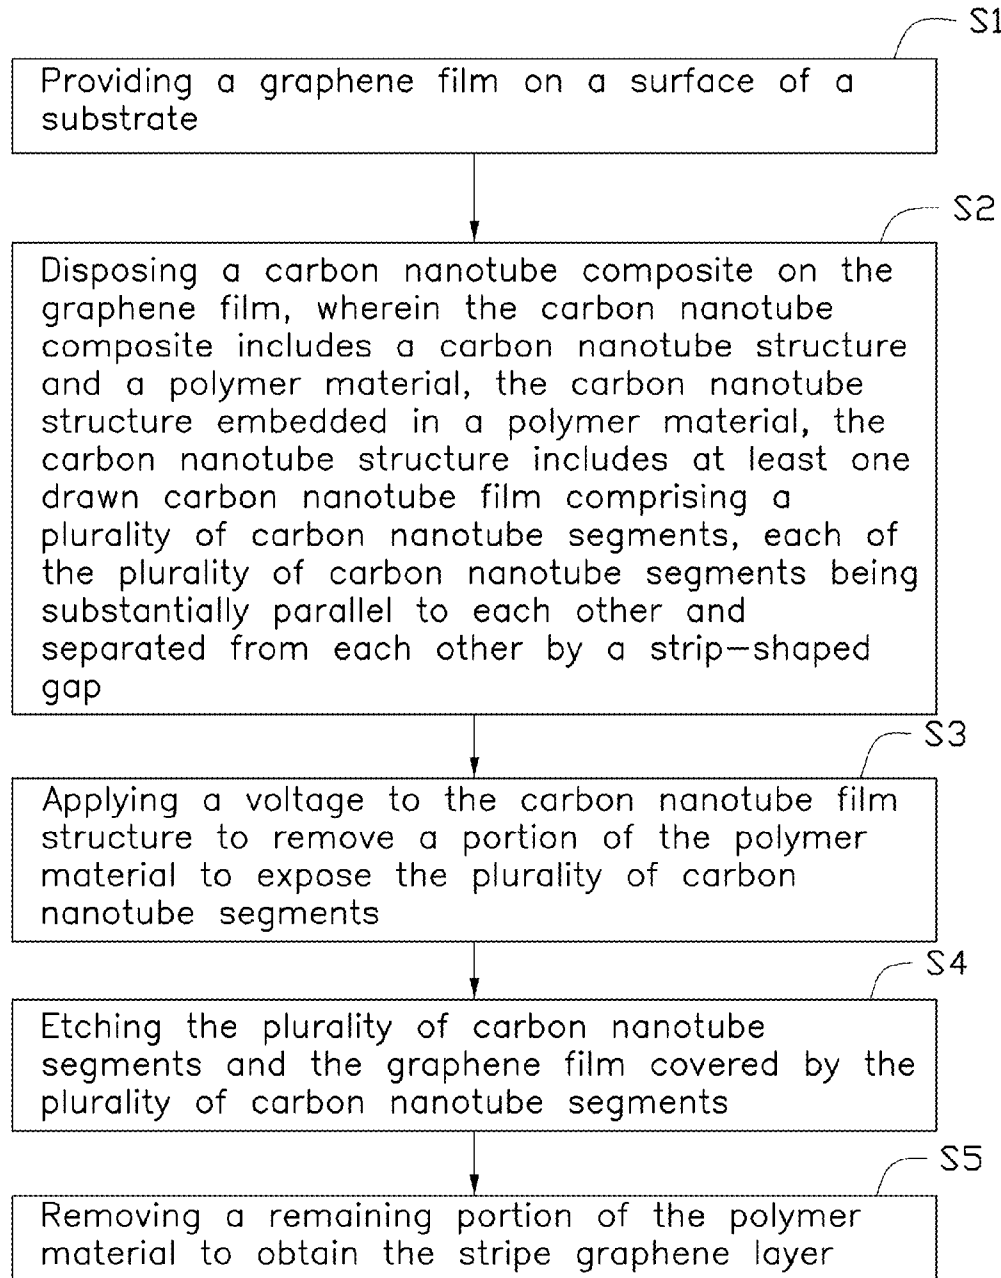 S1
Providing a graphene film on a surface of a
substrate
S2
Disposing a carbon nanotube composite on the
graphene film, wherein the carbon nanotube
composite includes a carbon nanotube structure
and a polymer material, the carbon nanotube
structure embedded in a polymer material, the
carbon nanotube structure includes at least one
drawn carbon nanotube film comprising a
plurality of carbon nanotube segments, each of
the plurality of carbon nanotube segments being
substantially parallel to each other and
separated from each other by a strip-shaped
gap
S3
Applying a voltage to the carbon nanotube film
structure to remove a portion of the polymer
material to expose the plurality of carbon
nanotube segments
S4
Etching the plurality of carbon nanotube
segments and the graphene film covered by the
plurality of carbon nanotube segments
S5
Removing a remaining portion of the polymer
material to obtain the stripe graphene layer